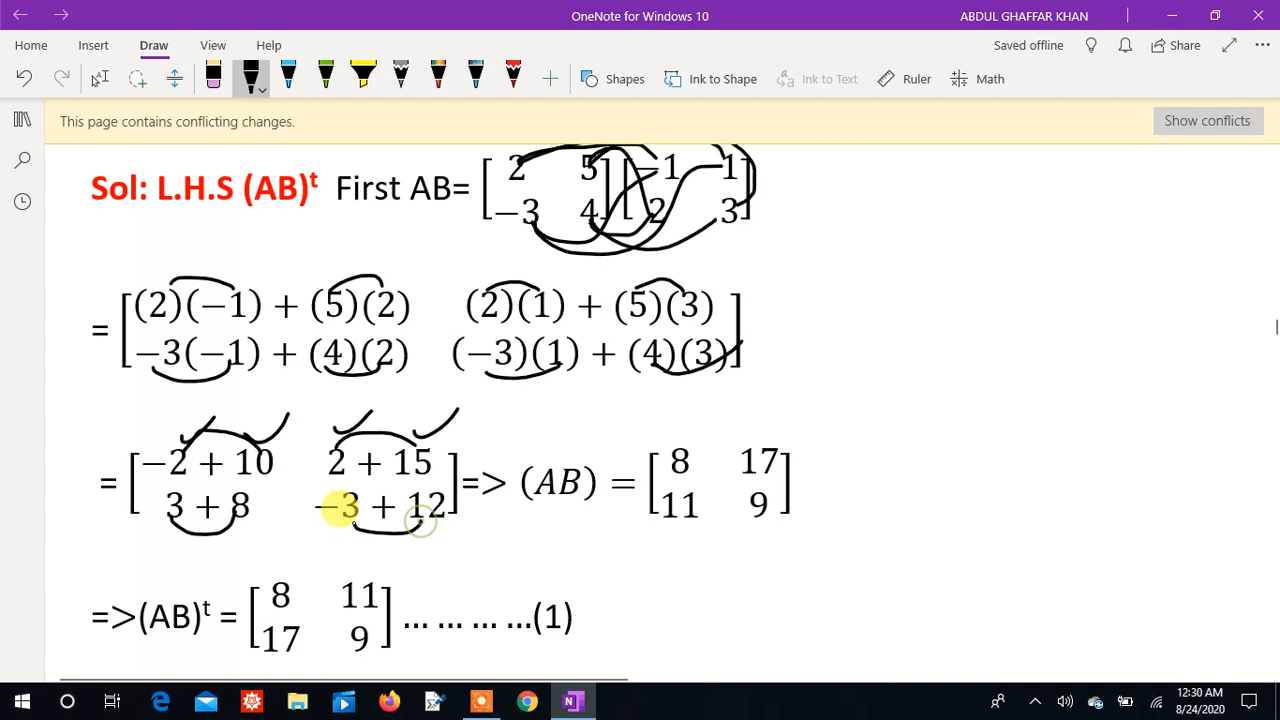 OneNote for Windows 10 ABDUL GHAFFAR KHAN
Home Insert Draw View Help Saved offline Share
Shapes Ink to Shape Ink to Text Ruler Math
This page contains conflicting changes. Show conflicts
Sol: L.H.S (AB)ᵗ First AB= [2 5] [−1 1]
[−3 4] [2 3]
= [(2)(−1) + (5)(2) (2)(1) + (5)(3)]
[−3(−1) + (4)(2) (−3)(1) + (4)(3)]
= [−2 + 10 2 + 15] => (AB) = [8 17]
[3 + 8 −3 + 12] [11 9]
=>(AB)ᵗ = [8 11] ... ... ... ...(1)
[17 9]
12:30 AM
8/24/2020